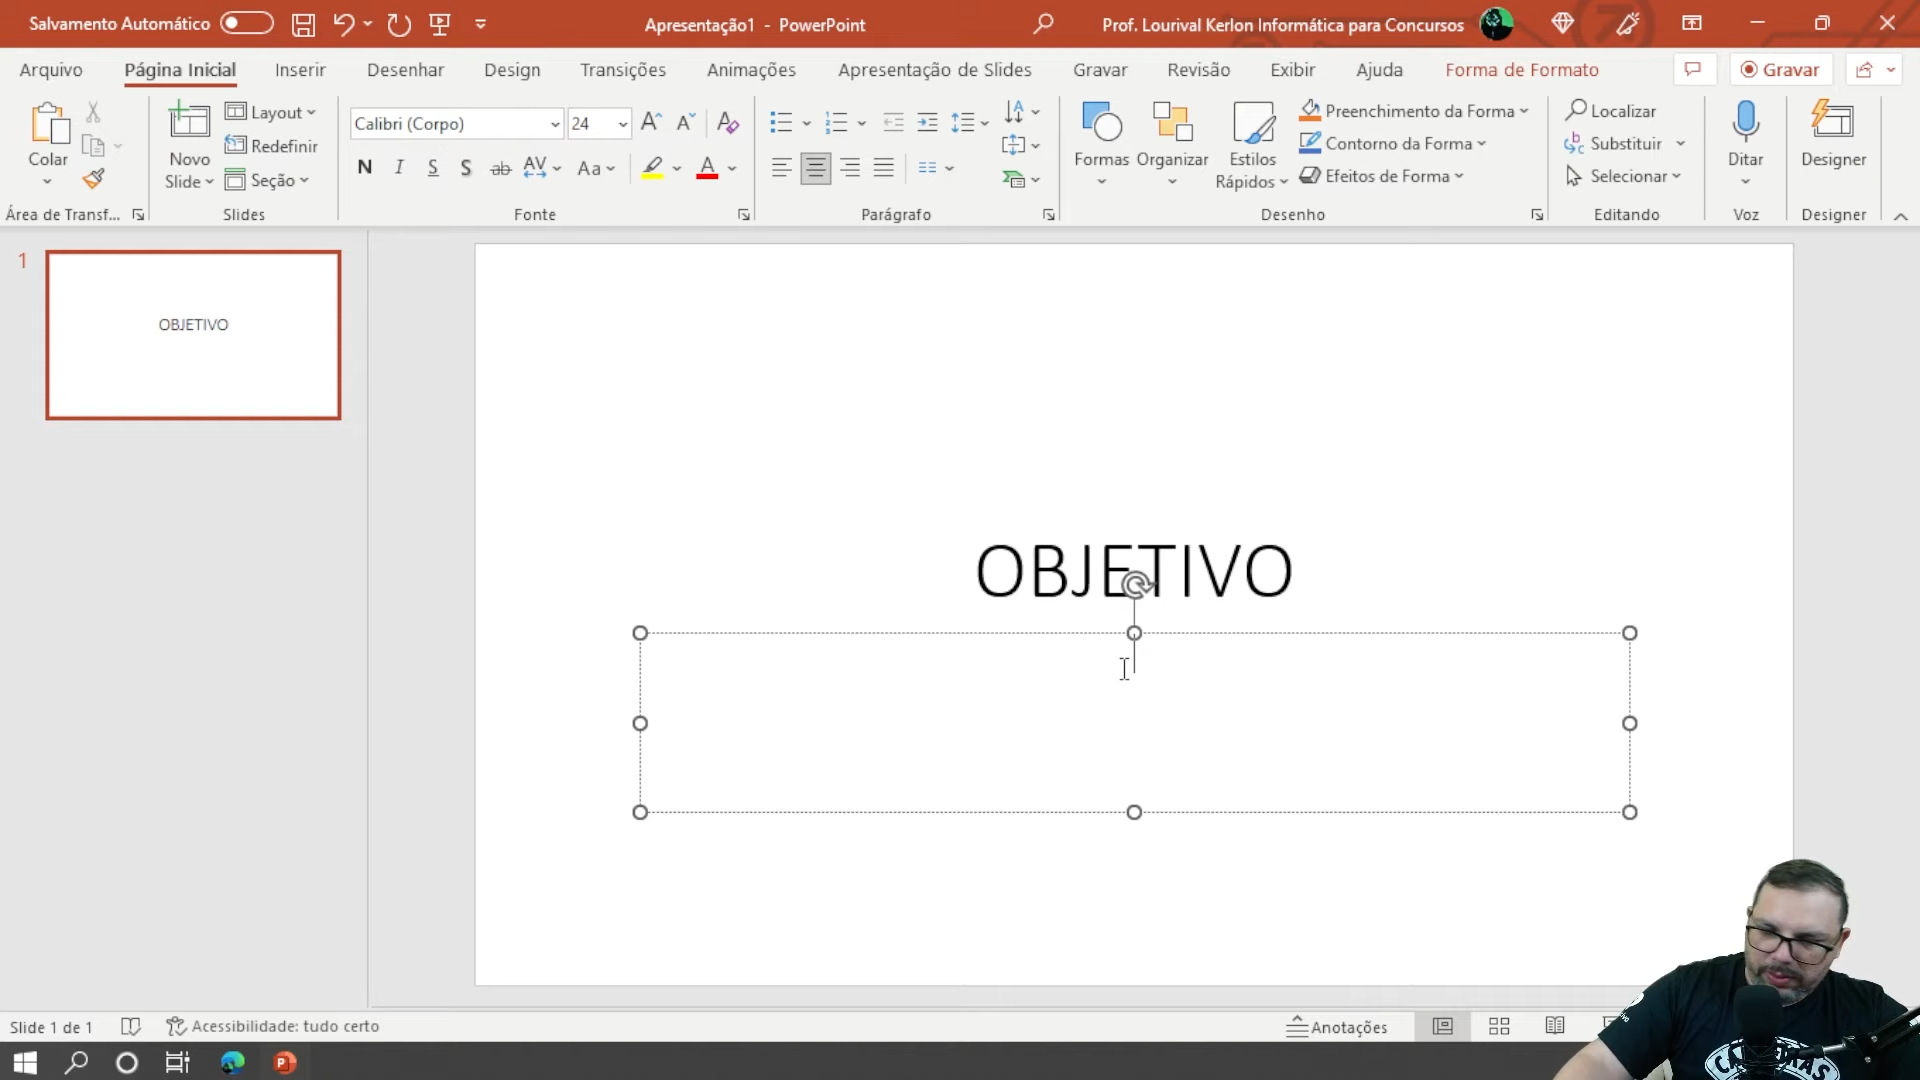 Salvamento Automático
Apresentação1 - PowerPoint
Prof. Lourival Kerlon Informática para Concursos
Arquivo Página Inicial Inserir Desenhar Design Transições Animações Apresentação de Slides Gravar Revisão Exibir Ajuda Forma de Formato Gravar
Colar
Área de Transf...
Novo Slide
Layout
Redefinir
Seção
Slides
Calibri (Corpo) 24
N I S S ab AV Aa A
Fonte
Parágrafo
Formas
Organizar
Estilos Rápidos
Preenchimento da Forma
Contorno da Forma
Efeitos de Forma
Desenho
Localizar
Substituir
Selecionar
Editando
Ditar
Voz
Designer
Designer
1
OBJETIVO
OBJETIVO
Slide 1 de 1 Acessibilidade: tudo certo Anotações